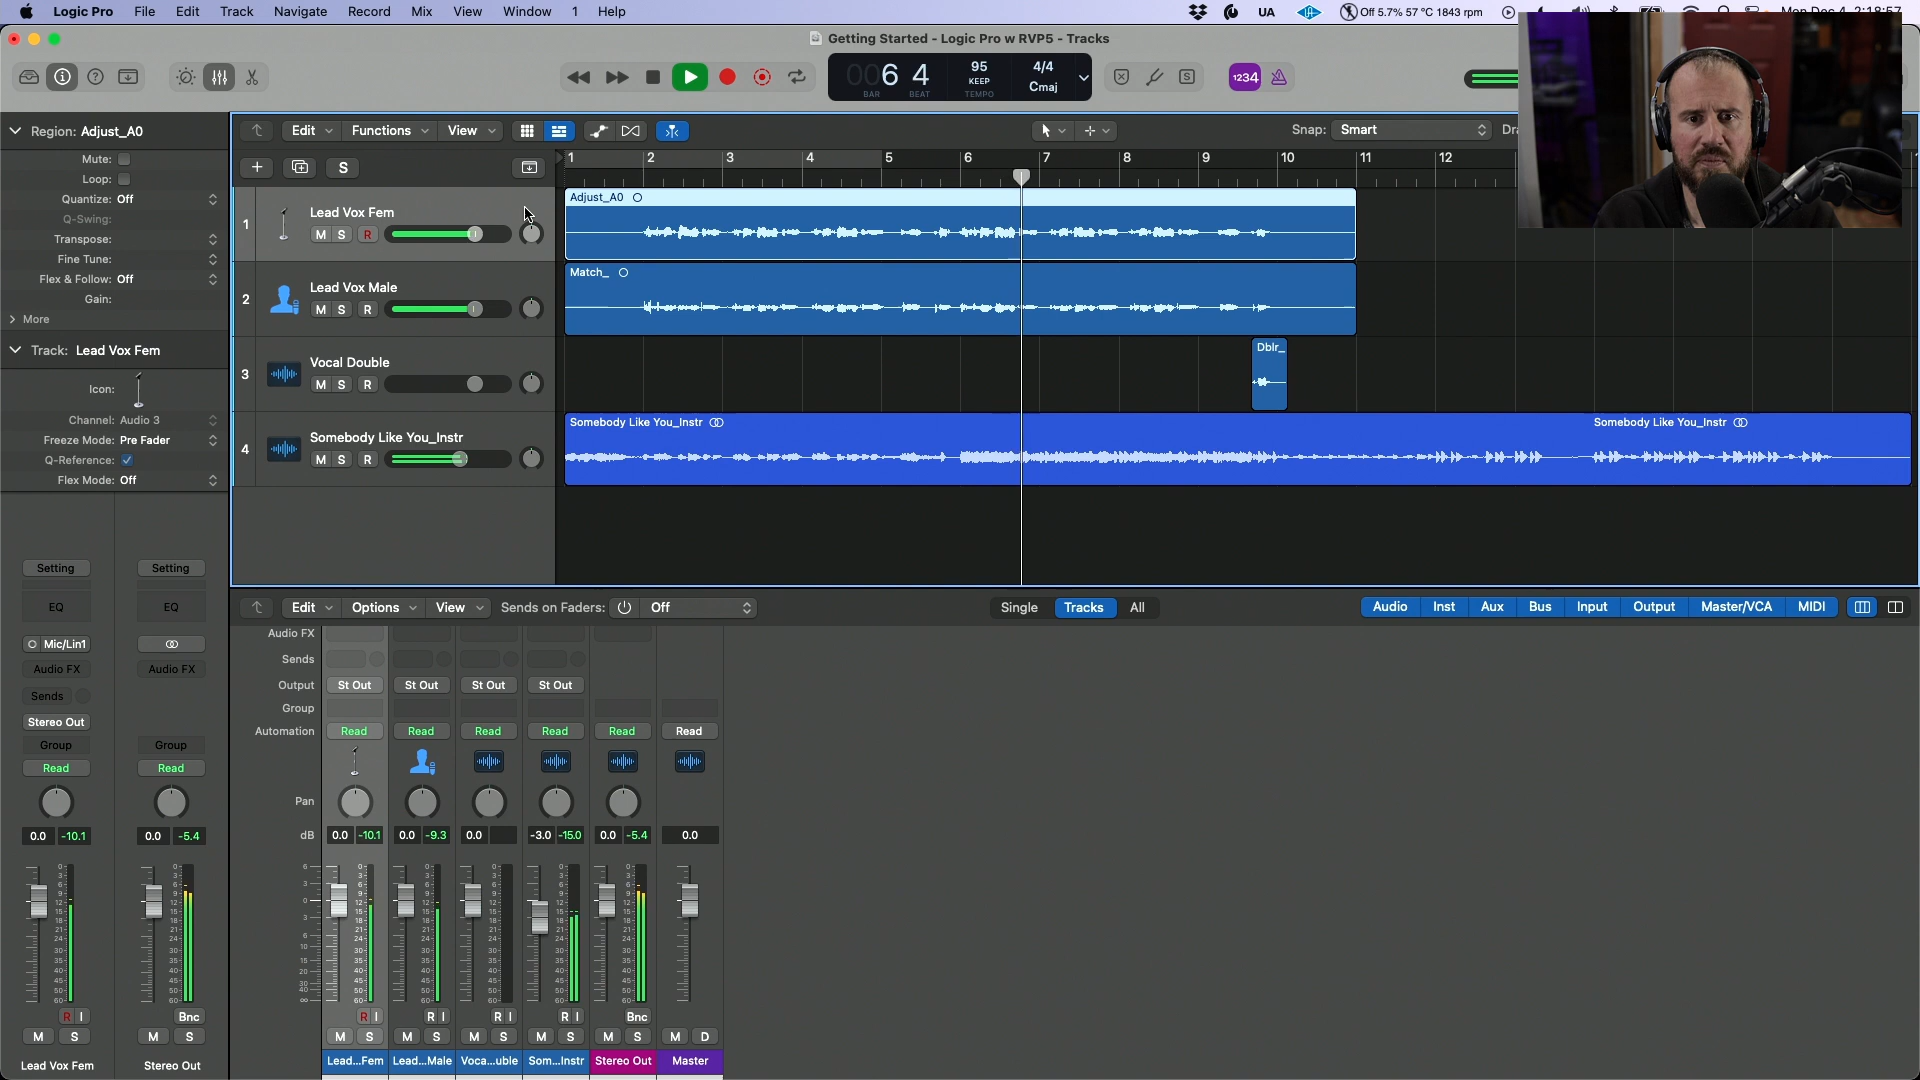 Logic Pro File Edit Track Navigate Record Mix View Window 1 Help
UA Off 5.7% 57 °C 1843 rpm
Getting Started - Logic Pro w RVP5 - Tracks
006 4
BAR BEAT
95
KEEP
TEMPO
4/4
Cmaj
S
1234
Region: Adjust_A0
Mute:
Loop:
Quantize: Off
Q-Swing:
Transpose:
Fine Tune:
Flex & Follow: Off
Gain:
More
Track: Lead Vox Fem
Icon:
Channel: Audio 3
Freeze Mode: Pre Fader
Q-Reference:
Flex Mode: Off
Edit Functions View
Snap: Smart
S
1 2 3 4 5 6 7 8 9 10 11 12
1 Lead Vox Fem
M S R
Adjust_A0
2 Lead Vox Male
M S R
Match_
3 Vocal Double
M S R
Dblr_
4 Somebody Like You_Instr
M S R
Somebody Like You_Instr Somebody Like You_Instr
Setting Setting
EQ EQ
Mic/Lin1
Audio FX Audio FX
Sends
Stereo Out
Group Group
Read Read
0.0 -10.1 0.0 -5.4
R I Bnc
M S M S
Lead Vox Fem Stereo Out
Edit Options View Sends on Faders: Off Single Tracks All Audio Inst Aux Bus Input Output Master/VCA MIDI
Audio FX
Sends
Output St Out St Out St Out St Out
Group
Automation Read Read Read Read Read Read
Pan
dB 0.0 -10.1 0.0 -9.3 0.0 -3.0 -15.0 0.0 -5.4 0.0
R I R I R I R I Bnc
M S M S M S M S M S M D
Lead...Fem Lead...Male Voca...uble Som...Instr Stereo Out Master